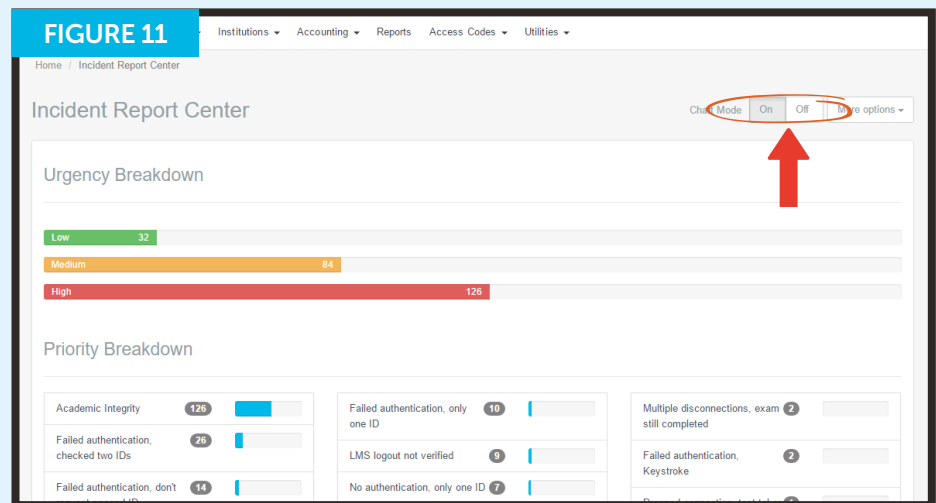 FIGURE 11
Institutions Accounting Reports Access Codes Utilities
Home / Incident Report Center
Incident Report Center
Chart Mode On Off More options
Urgency Breakdown
Low 32
Medium 84
High 126
Priority Breakdown
Academic Integrity 126
Failed authentication, checked two IDs 26
Failed authentication, don't 14
Failed authentication, only one ID 10
LMS logout not verified 9
No authentication, only one ID 7
Multiple disconnections, exam still completed 2
Failed authentication, Keystroke 2